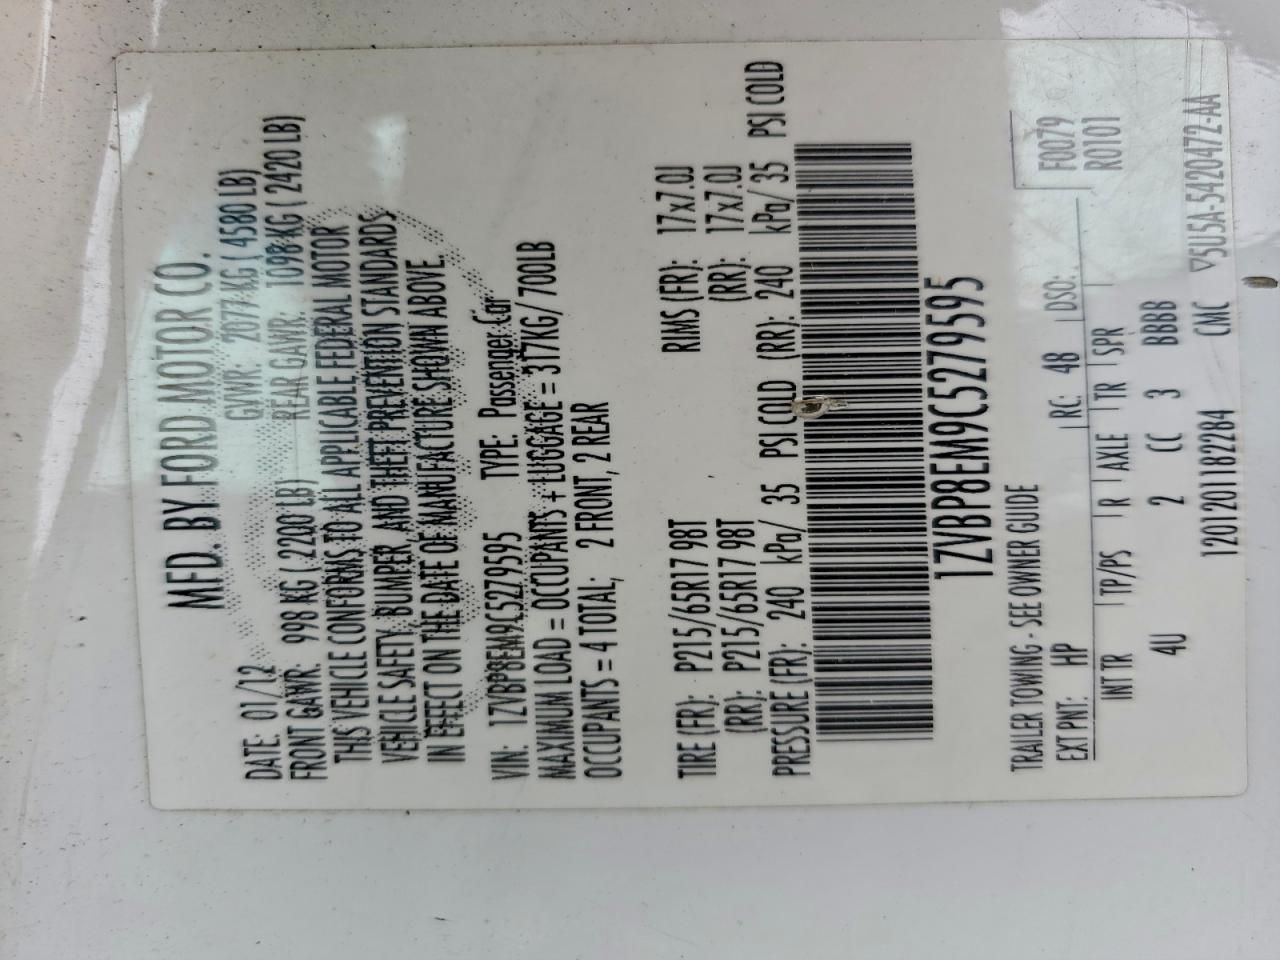 MFD. BY FORD MOTOR CO.
DATE: 01/12 GVWR: 2077 KG ( 4580 LB)
FRONT GAWR: 998 KG ( 2200 LB) REAR GAWR: 1098 KG ( 2420 LB)
THIS VEHICLE CONFORMS TO ALL APPLICABLE FEDERAL MOTOR
VEHICLE SAFETY, BUMPER, AND THEFT PREVENTION STANDARDS
IN EFFECT ON THE DATE OF MANUFACTURE SHOWN ABOVE.
VIN: 1ZVBP8EM9C5279595 TYPE: Passenger Car
MAXIMUM LOAD = OCCUPANTS + LUGGAGE = 317KG/ 700LB
OCCUPANTS = 4 TOTAL; 2 FRONT, 2 REAR
TIRE (FR): P215/65R17 98T RIMS (FR): 17x7.0J
(RR): P215/65R17 98T (RR): 17x7.0J
PRESSURE (FR): 240 kPa/ 35 PSI COLD (RR): 240 kPa/ 35 PSI COLD
1ZVBP8EM9C5279595
TRAILER TOWING - SEE OWNER GUIDE F0079
EXT PNT: HP RC: 48 DSO: R0101
INT TR TP/PS R AXLE TR SPR
4U 2 CC 3 BBBB
1201201182284 CMC ▽5U5A-5420472-AA